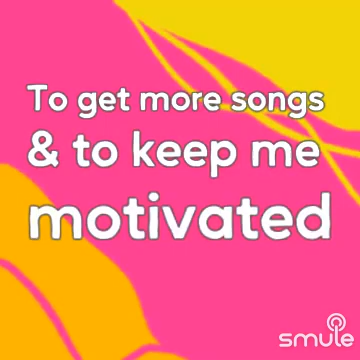 To get more songs
& to keep me
motivated
smule